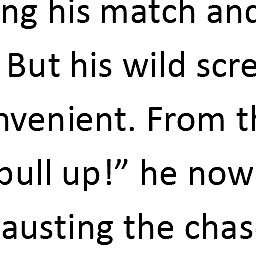 ng his match and
But his wild scre
nvenient. From th
pull up!” he now
austing the chas